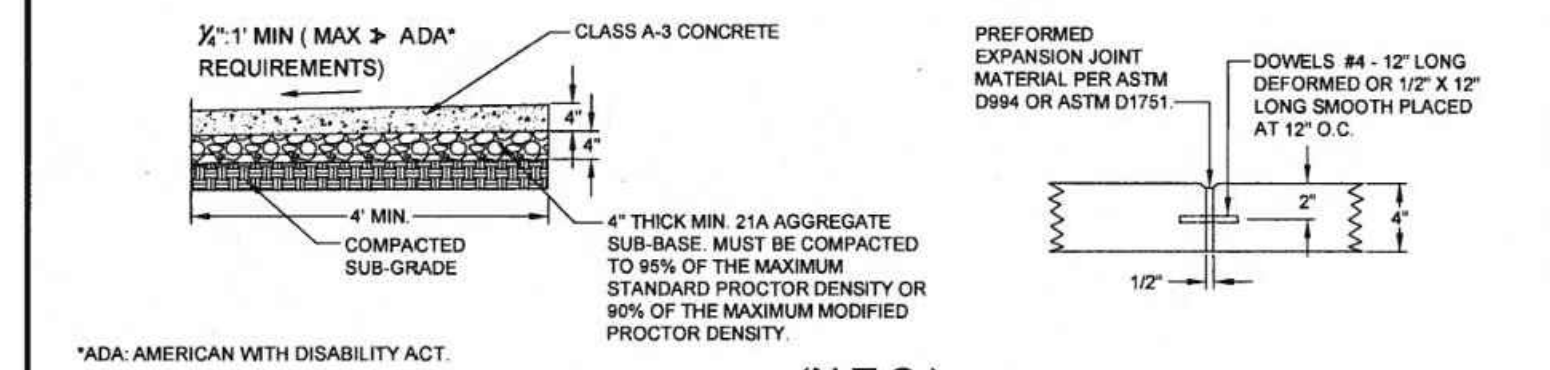 ¼":1' MIN ( MAX ≯ ADA*
REQUIREMENTS)
CLASS A-3 CONCRETE
4"
4"
4' MIN.
COMPACTED
SUB-GRADE
4" THICK MIN. 21A AGGREGATE
SUB-BASE. MUST BE COMPACTED
TO 95% OF THE MAXIMUM
STANDARD PROCTOR DENSITY OR
90% OF THE MAXIMUM MODIFIED
PROCTOR DENSITY.
*ADA: AMERICAN WITH DISABILITY ACT.
PREFORMED
EXPANSION JOINT
MATERIAL PER ASTM
D994 OR ASTM D1751.
DOWELS #4 - 12" LONG
DEFORMED OR 1/2" X 12"
LONG SMOOTH PLACED
AT 12" O.C.
2"
4"
1/2"